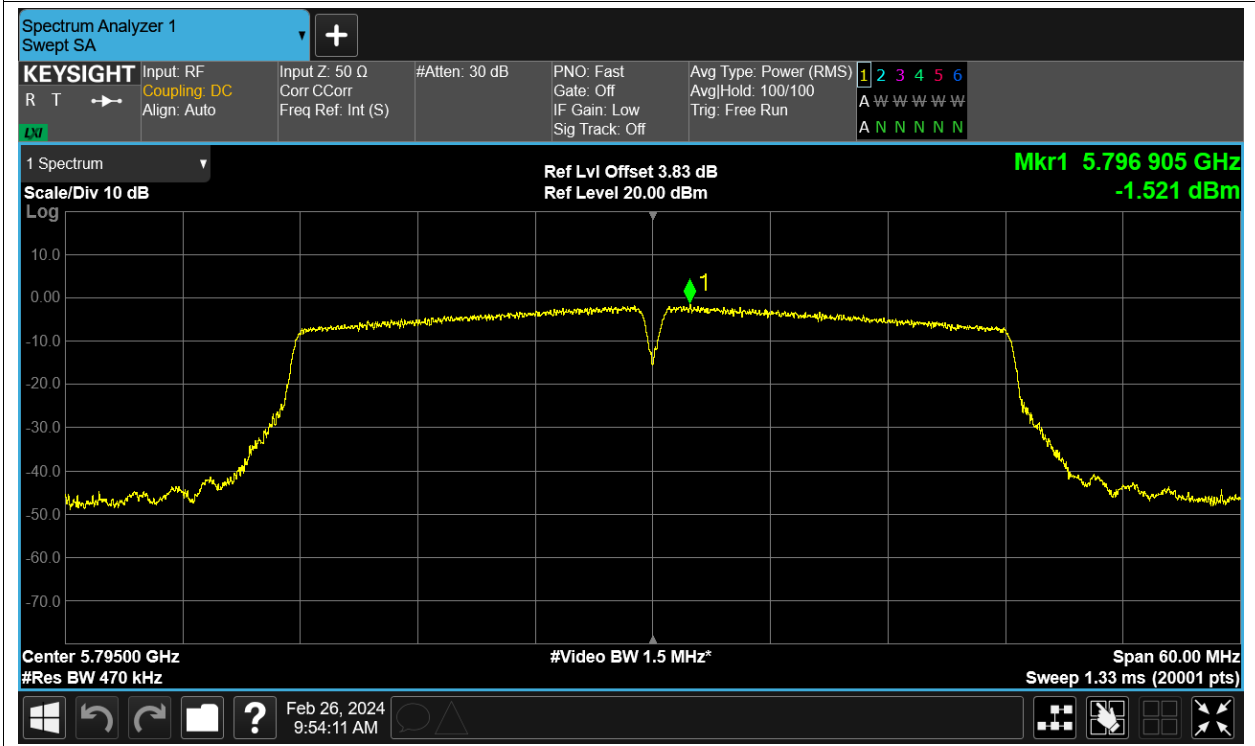 Spectrum Analyzer 1
Swept SA
KEYSIGHT
R T
LXI
Input: RF
Coupling: DC
Align: Auto
Input Z: 50 Ω
Corr CCorr
Freq Ref: Int (S)
#Atten: 30 dB
PNO: Fast
Gate: Off
IF Gain: Low
Sig Track: Off
Avg Type: Power (RMS)
Avg|Hold: 100/100
Trig: Free Run
1 2 3 4 5 6
A W W W W W
A N N N N N
1 Spectrum
Scale/Div 10 dB
Log
Ref Lvl Offset 3.83 dB
Ref Level 20.00 dBm
Mkr1 5.796 905 GHz
-1.521 dBm
10.0
0.00
-10.0
-20.0
-30.0
-40.0
-50.0
-60.0
-70.0
1
Center 5.79500 GHz
#Res BW 470 kHz
#Video BW 1.5 MHz*
Span 60.00 MHz
Sweep 1.33 ms (20001 pts)
?
Feb 26, 2024
9:54:11 AM